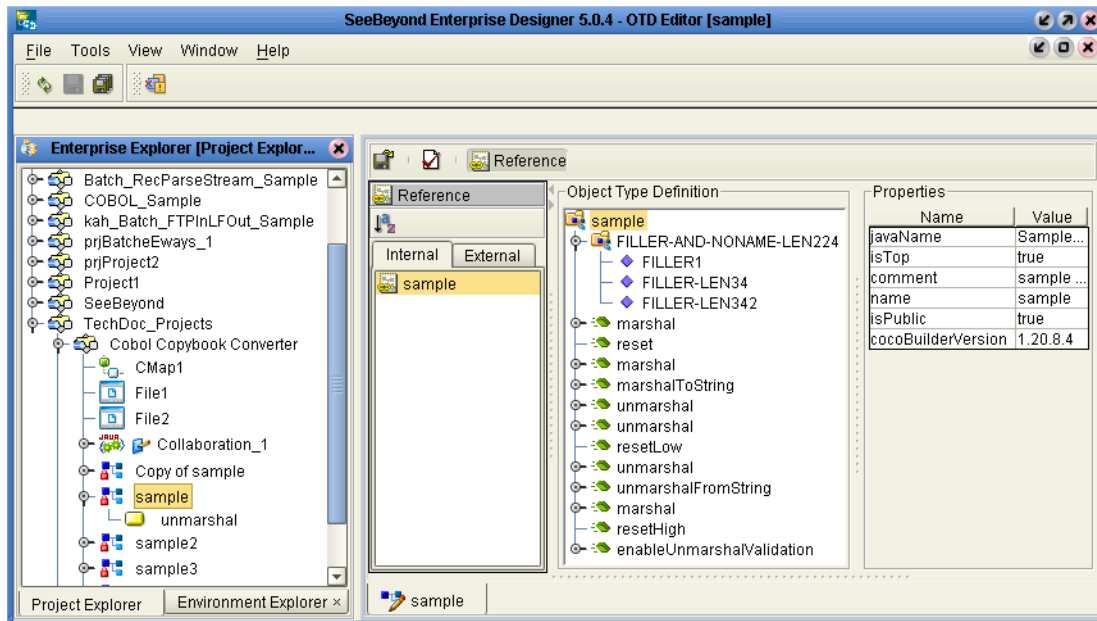 SeeBeyond Enterprise Designer 5.0.4 - OTD Editor [sample]
File Tools View Window Help
Enterprise Explorer [Project Explor...
Batch_RecParseStream_Sample
COBOL_Sample
kah_Batch_FTPInLFOut_Sample
prjBatcheEways_1
prjProject2
Project1
SeeBeyond
TechDoc_Projects
Cobol Copybook Converter
CMap1
File1
File2
JAVA Collaboration_1
Copy of sample
sample
unmarshal
sample2
sample3
Project Explorer Environment Explorer ×
Reference
Reference
Internal External
sample
Object Type Definition
sample
FILLER-AND-NONAME-LEN224
FILLER1
FILLER-LEN34
FILLER-LEN342
marshal
reset
marshal
marshalToString
unmarshal
unmarshal
resetLow
unmarshal
unmarshalFromString
marshal
resetHigh
enableUnmarshalValidation
Properties
Name Value
javaName Sample...
isTop true
comment sample ...
name sample
isPublic true
cocoBuilderVersion 1.20.8.4
sample